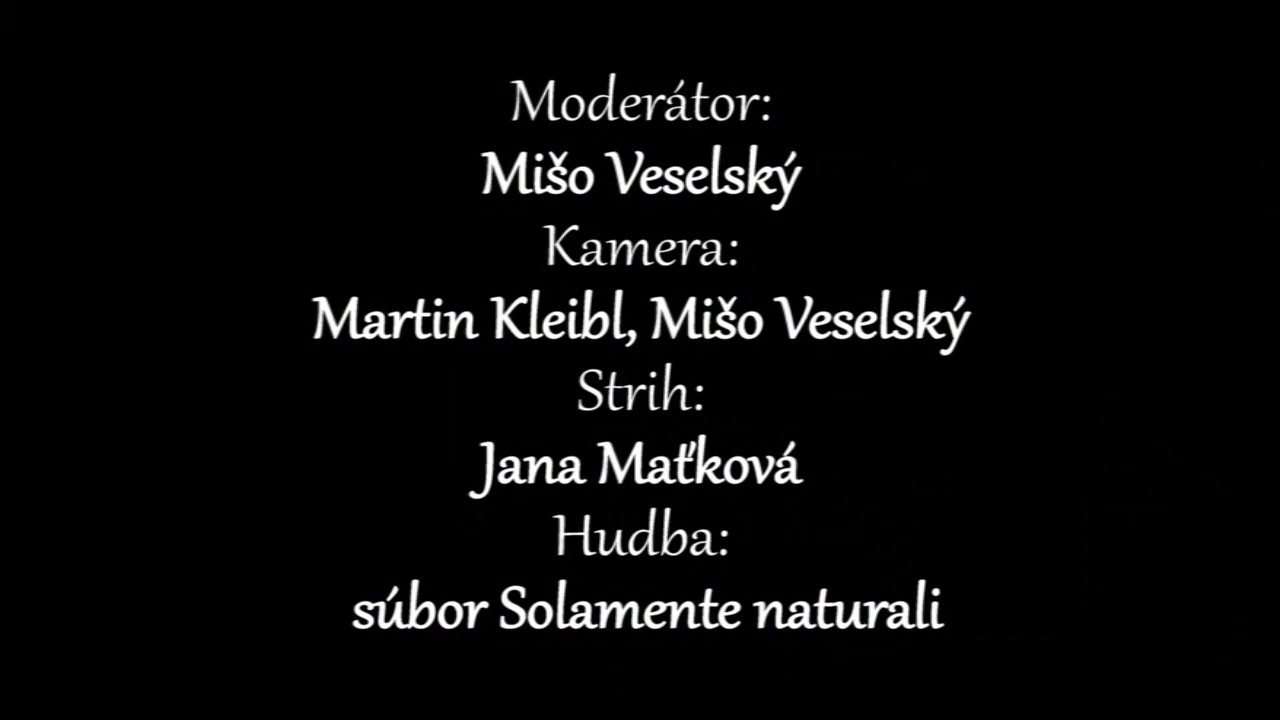 Moderátor:
Mišo Veselský
Kamera:
Martin Kleibl, Mišo Veselský
Strih:
Jana Maťková
Hudba:
súbor Solamente naturali